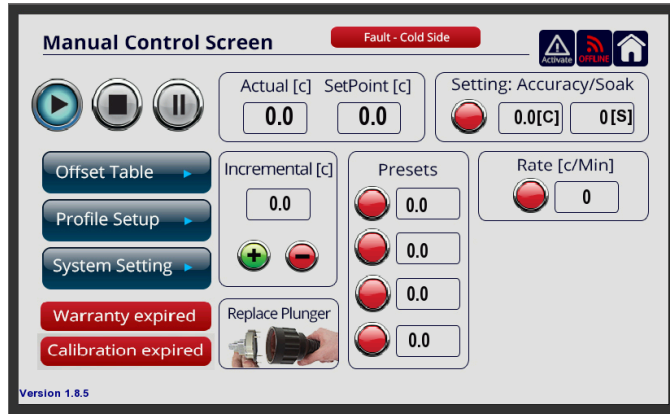 Manual Control Screen
Fault - Cold Side
Activate
OFFLINE
Actual [c] SetPoint [c]
0.0 0.0
Setting: Accuracy/Soak
0.0[C] 0[S]
Offset Table
Profile Setup
System Setting
Incremental [c]
0.0
Presets
0.0
0.0
0.0
0.0
Rate [c/Min]
0
Warranty expired
Calibration expired
Replace Plunger
Version 1.8.5